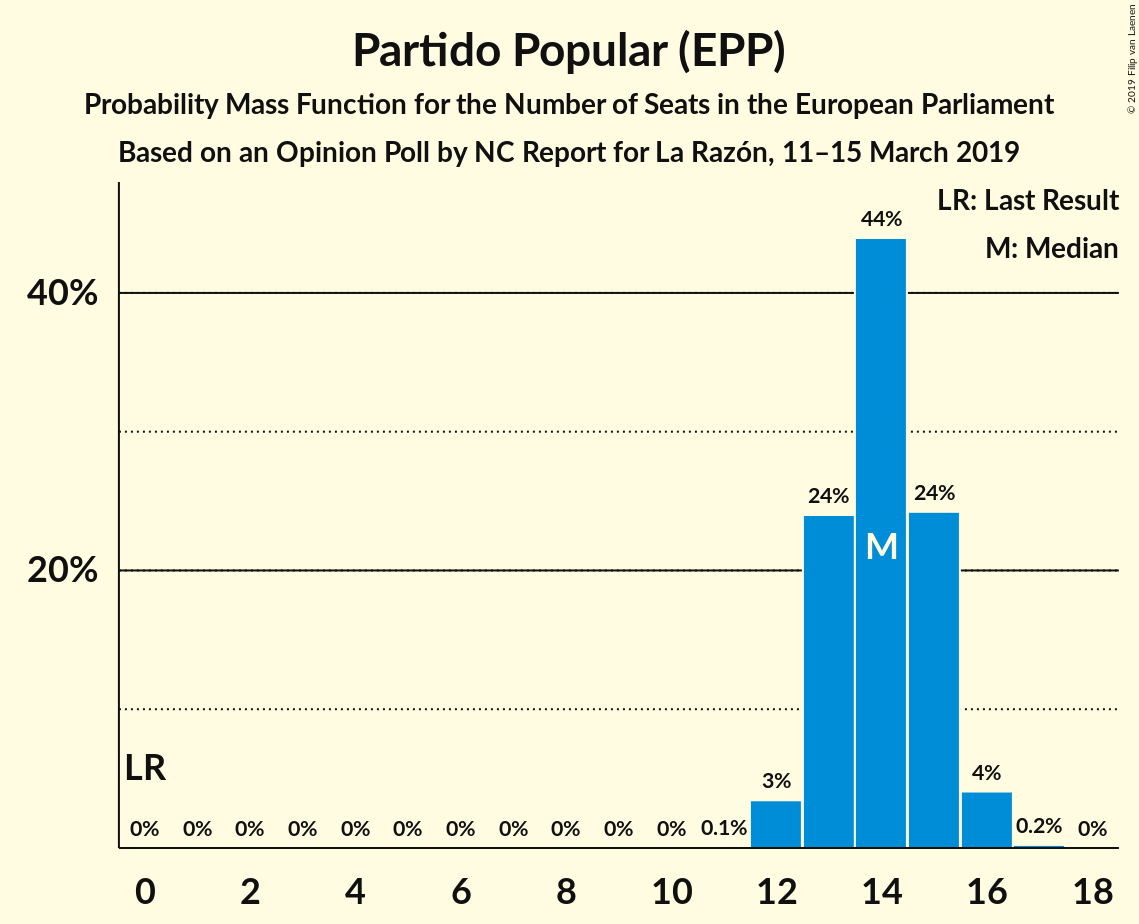 Partido Popular (EPP)
Probability Mass Function for the Number of Seats in the European Parliament
Based on an Opinion Poll by NC Report for La Razón, 11–15 March 2019
© 2019 Filip van Laenen
LR: Last Result
M: Median
44%
40%
24%
24%
M
20%
LR
3%
4%
0% 0% 0% 0% 0% 0% 0% 0% 0% 0% 0% 0.1% 0.2% 0%
0 2 4 6 8 10 12 14 16 18